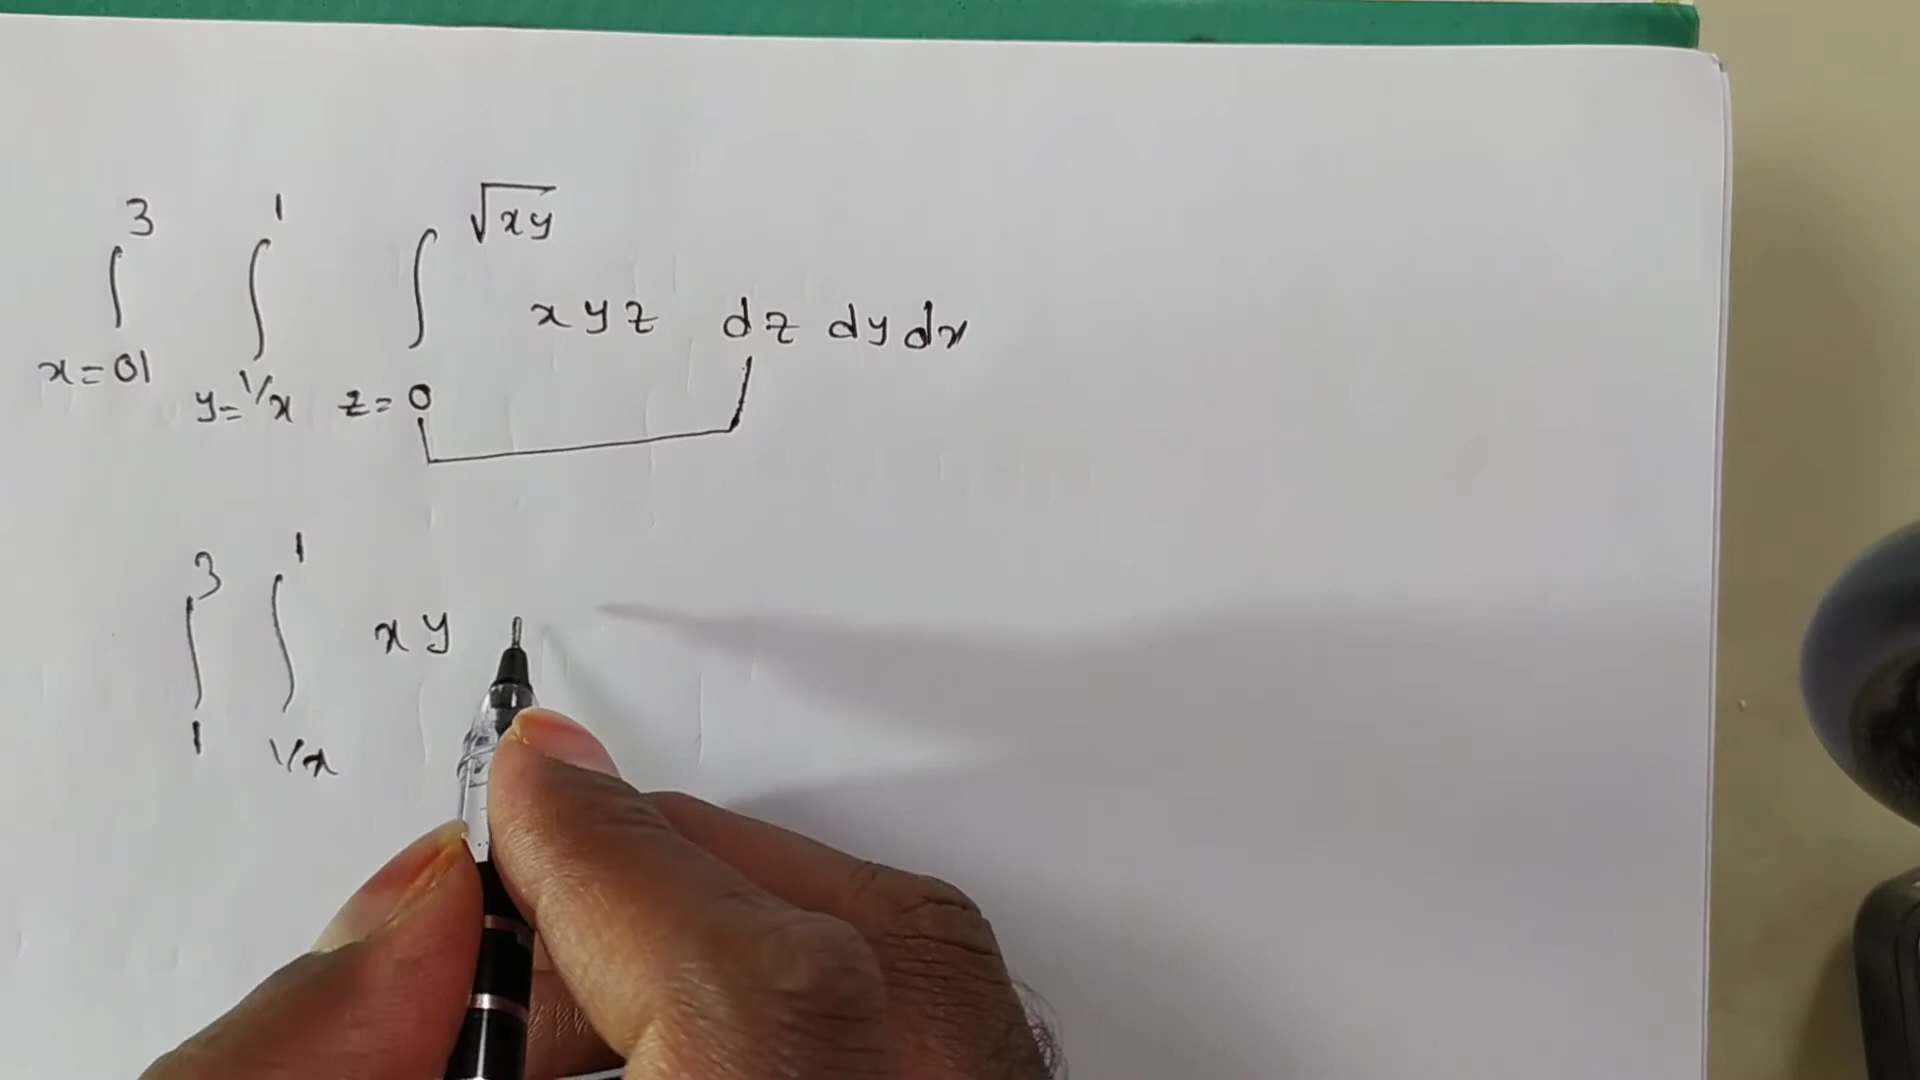 ∫_{x=01}^{3} ∫_{y=1/x}^{1} ∫_{z=0}^{√xy} xyz dz dy dx
∫_{1}^{3} ∫_{1/x}^{1} xy